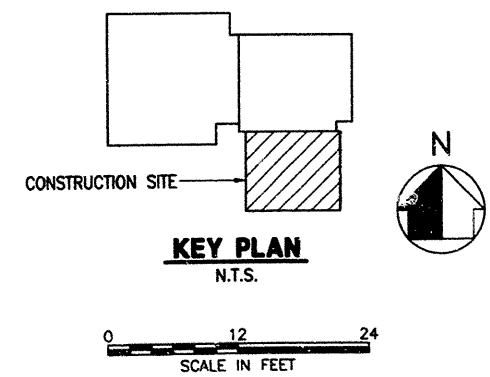 N
CONSTRUCTION SITE
KEY PLAN
N.T.S.
0 12 24
SCALE IN FEET